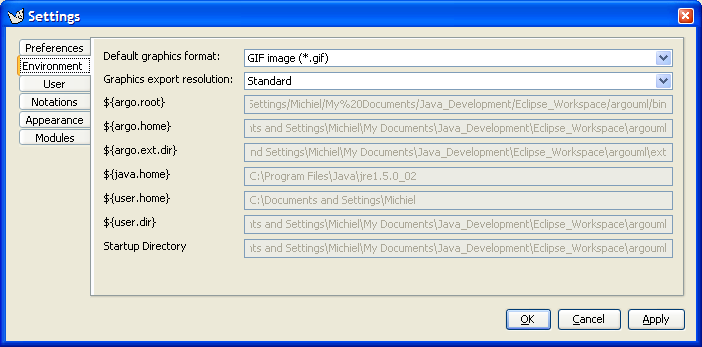 Settings
Preferences
Environment
User
Notations
Appearance
Modules
Default graphics format: GIF image (*.gif)
Graphics export resolution: Standard
${argo.root} Settings/Michiel/My%20Documents/Java_Development/Eclipse_Workspace/argouml/bin
${argo.home} nts and Settings\Michiel\My Documents\Java_Development\Eclipse_Workspace\argouml
${argo.ext.dir} nd Settings\Michiel\My Documents\Java_Development\Eclipse_Workspace\argouml\ext
${java.home} C:\Program Files\Java\jre1.5.0_02
${user.home} C:\Documents and Settings\Michiel
${user.dir} nts and Settings\Michiel\My Documents\Java_Development\Eclipse_Workspace\argouml
Startup Directory nts and Settings\Michiel\My Documents\Java_Development\Eclipse_Workspace\argouml
OK Cancel Apply